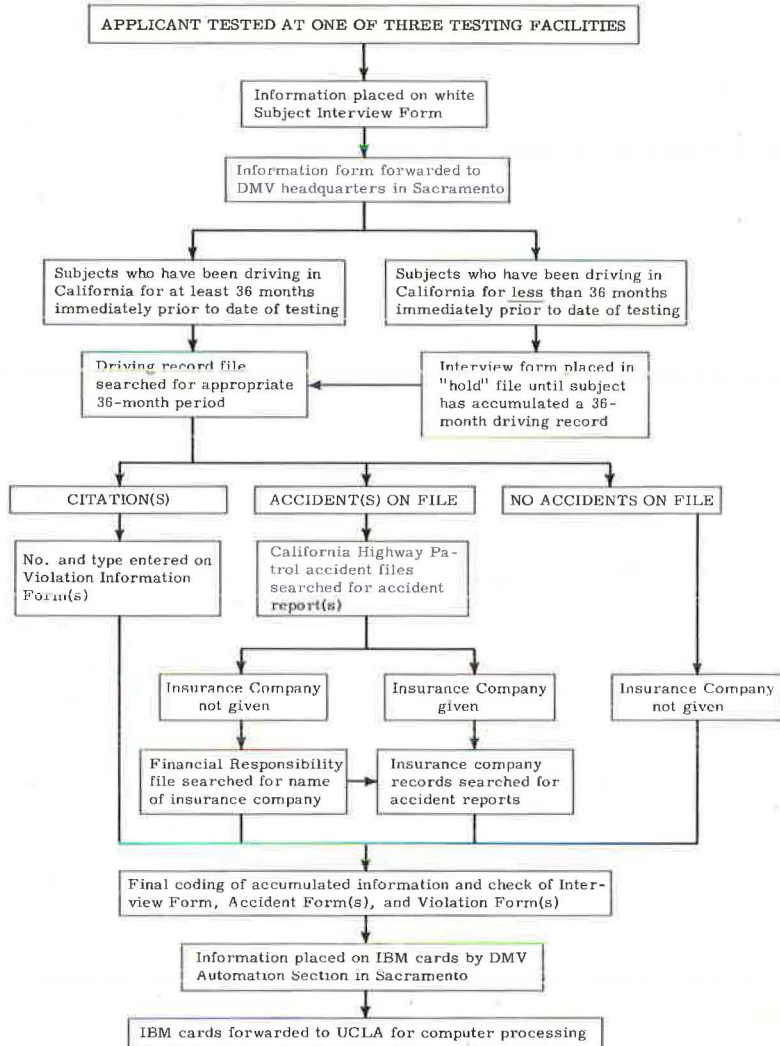 APPLICANT TESTED AT ONE OF THREE TESTING FACILITIES
Information placed on white
Subject Interview Form
Information form forwarded to
DMV headquarters in Sacramento
Subjects who have been driving in
California for at least 36 months
immediately prior to date of testing
Subjects who have been driving in
California for less than 36 months
immediately prior to date of testing
Driving record file
searched for appropriate
36-month period
Interview form placed in
"hold" file until subject
has accumulated a 36-
month driving record
CITATION(S)
ACCIDENT(S) ON FILE
NO ACCIDENTS ON FILE
No. and type entered on
Violation Information
Form(s)
California Highway Pa-
trol accident files
searched for accident
report(s)
Insurance Company
not given
Insurance Company
given
Insurance Company
not given
Financial Responsibility
file searched for name
of insurance company
Insurance company
records searched for
accident reports
Final coding of accumulated information and check of Inter-
view Form, Accident Form(s), and Violation Form(s)
Information placed on IBM cards by DMV
Automation Section in Sacramento
IBM cards forwarded to UCLA for computer processing